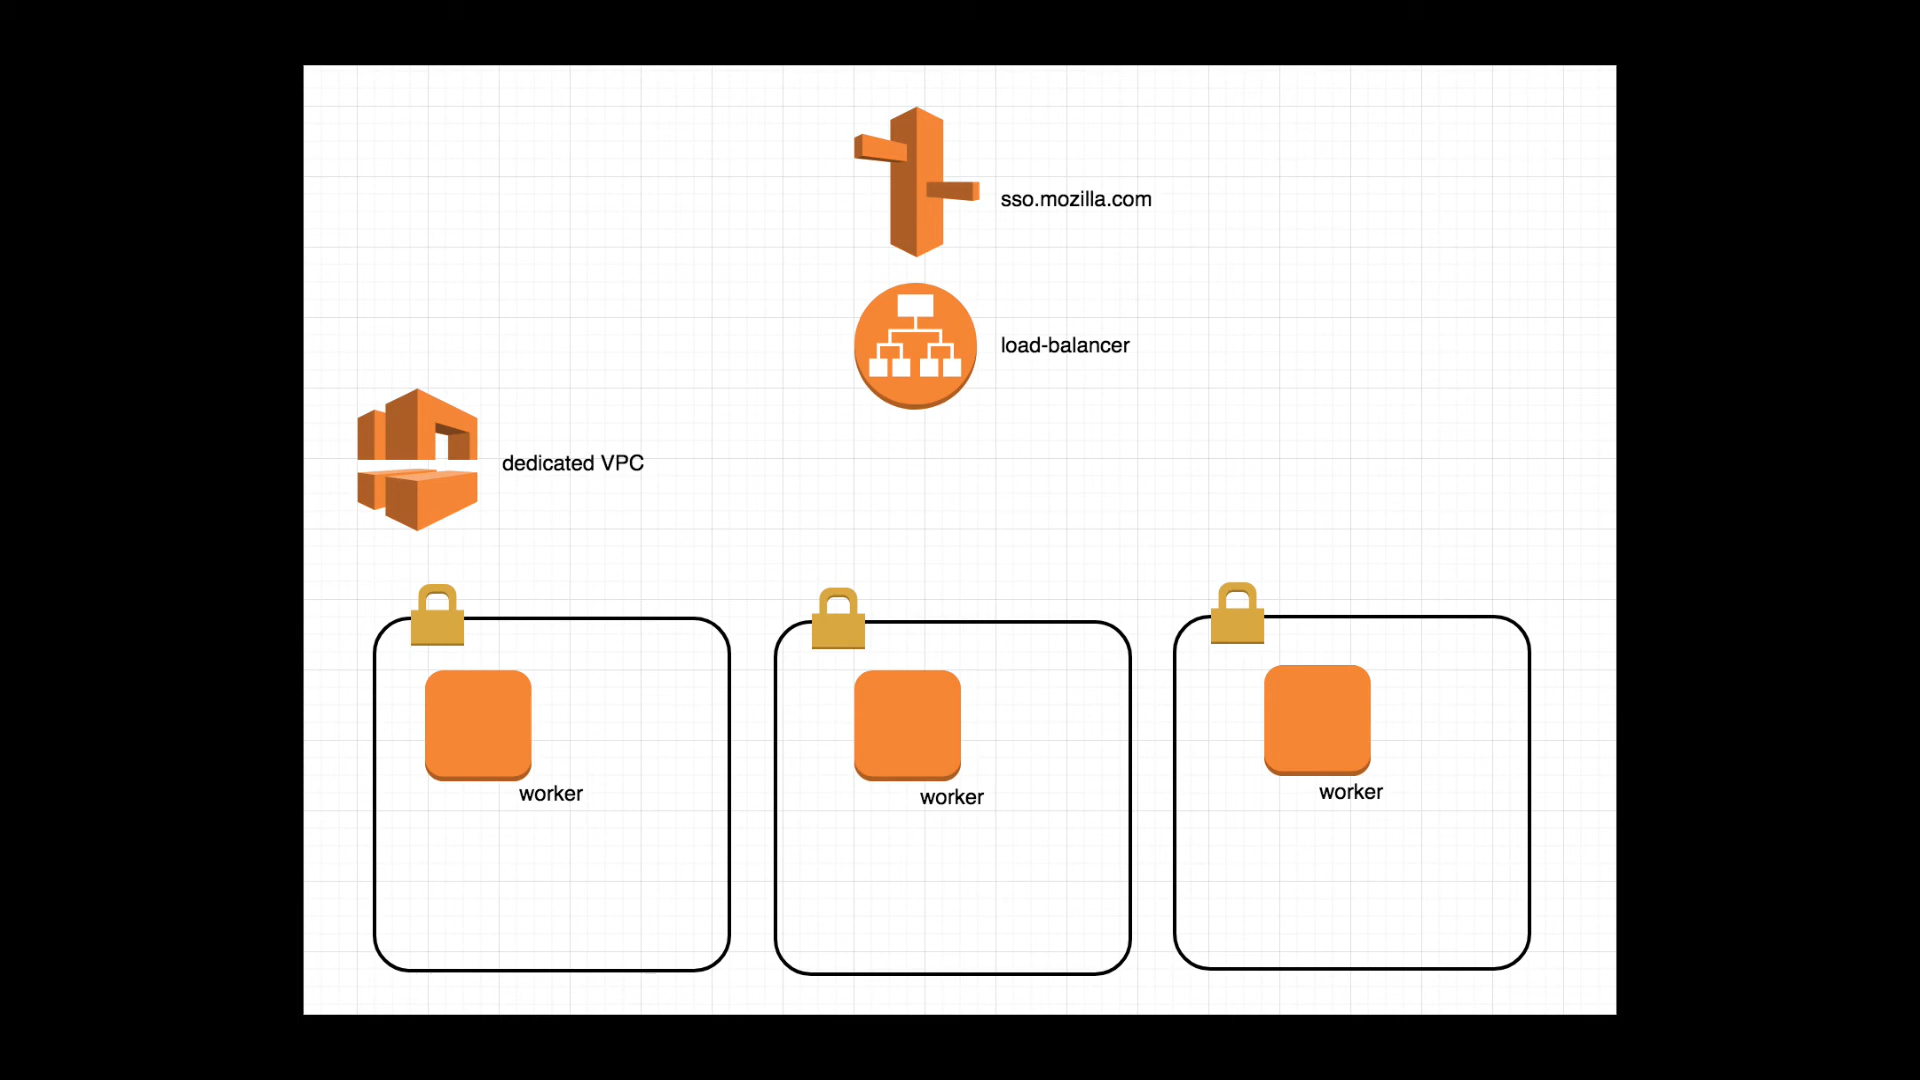 sso.mozilla.com
load-balancer
dedicated VPC
worker
worker
worker